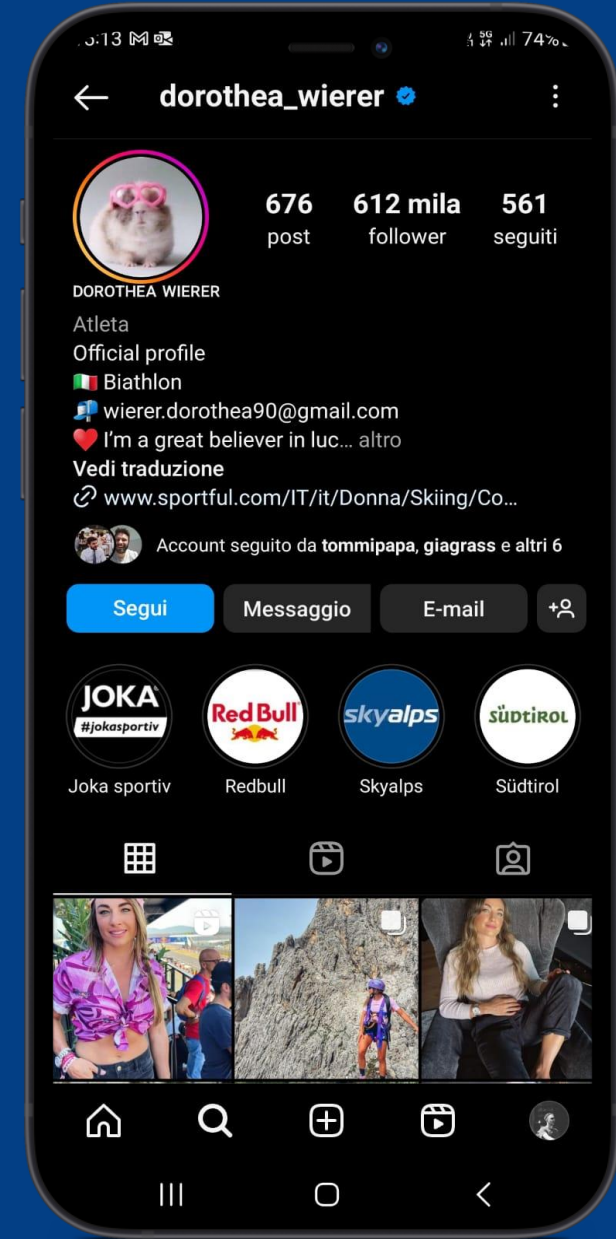 5:13
5G 74%
dorothea_wierer
676 612 mila 561
post follower seguiti
DOROTHEA WIERER
Atleta
Official profile
Biathlon
wierer.dorothea90@gmail.com
I'm a great believer in luc... altro
Vedi traduzione
www.sportful.com/IT/it/Donna/Skiing/Co...
Account seguito da tommipapa, giagrass e altri 6
Segui Messaggio E-mail
JOKA
#jokasportiv
Red Bull
skyalps
SÜDTIROL
Joka sportiv Redbull Skyalps Südtirol